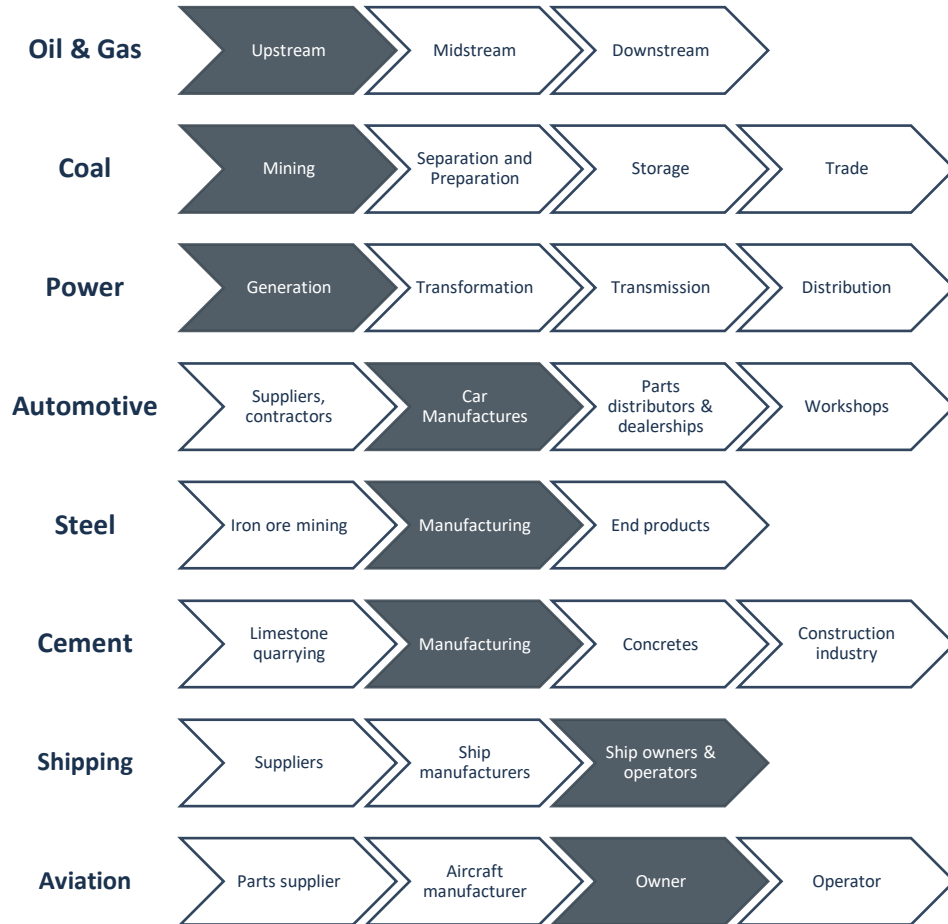 Oil & Gas
Upstream
Midstream
Downstream
Coal
Mining
Separation and
Preparation
Storage
Trade
Power
Generation
Transformation
Transmission
Distribution
Automotive
Suppliers,
contractors
Car
Manufactures
Parts
distributors &
dealerships
Workshops
Steel
Iron ore mining
Manufacturing
End products
Cement
Limestone
quarrying
Manufacturing
Concretes
Construction
industry
Shipping
Suppliers
Ship
manufacturers
Ship owners &
operators
Aviation
Parts supplier
Aircraft
manufacturer
Owner
Operator